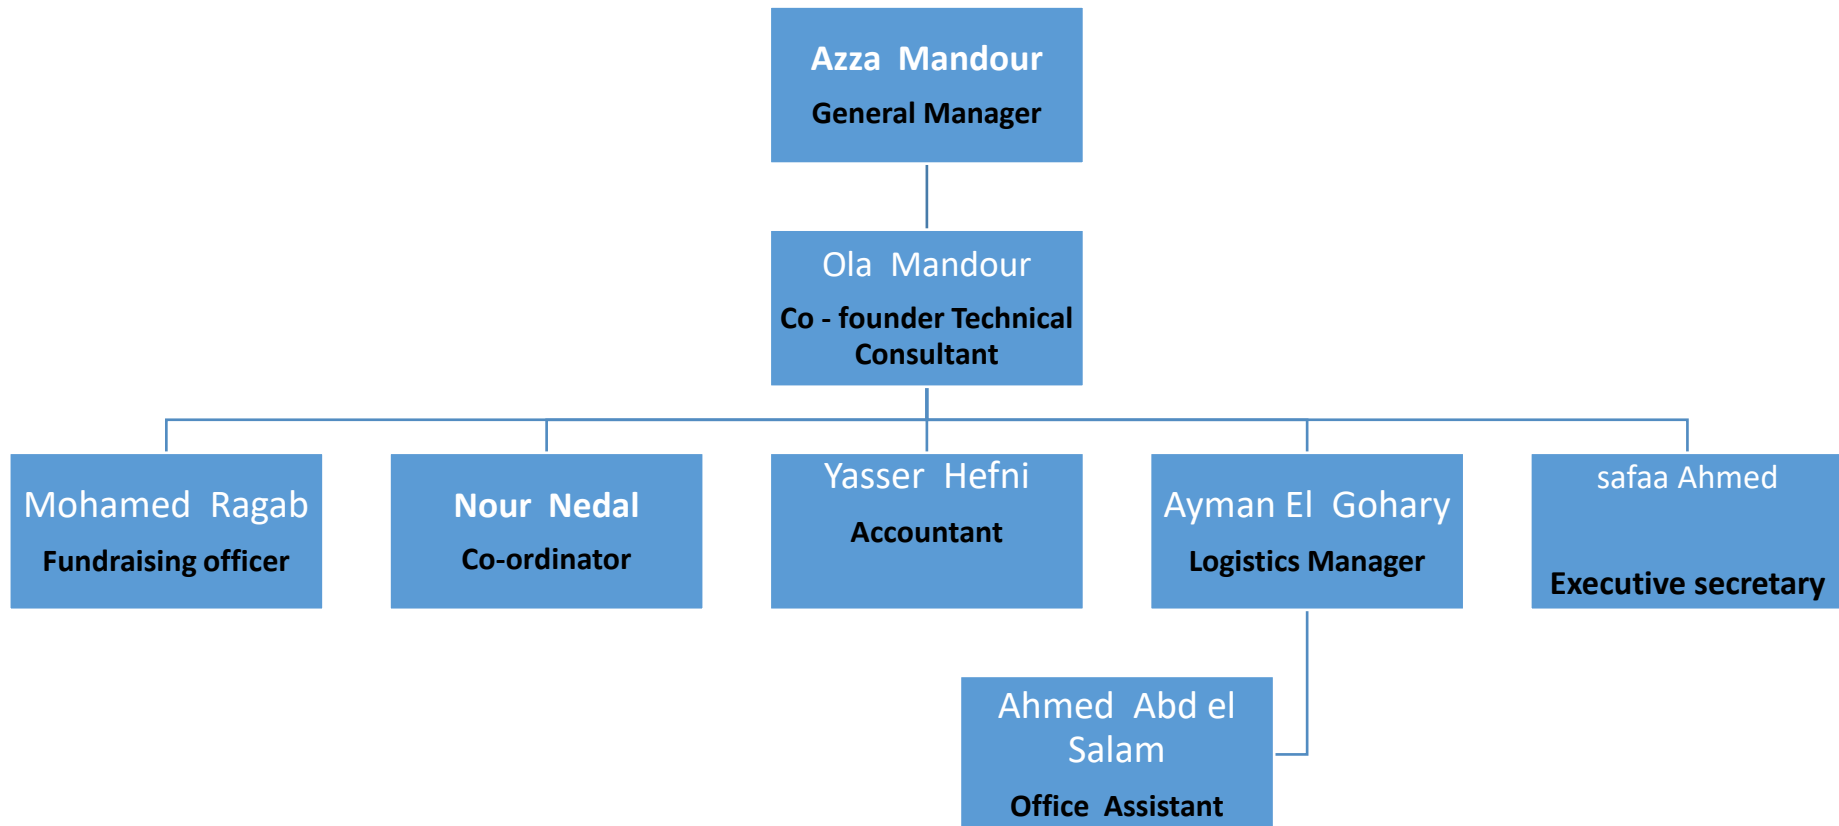 Azza Mandour
General Manager
Ola Mandour
Co - founder Technical
Consultant
Mohamed Ragab
Fundraising officer
Nour Nedal
Co-ordinator
Yasser Hefni
Accountant
Ayman El Gohary
Logistics Manager
safaa Ahmed
Executive secretary
Ahmed Abd el
Salam
Office Assistant